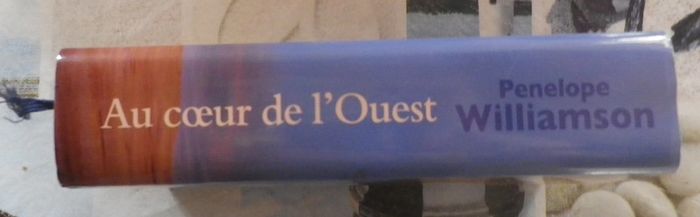 Au cœur de l'Ouest
Penelope
Williamson